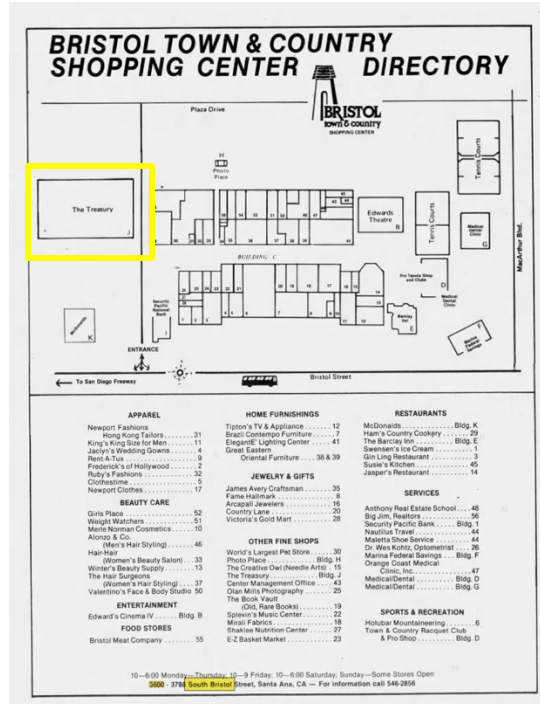 BRISTOL TOWN & COUNTRY
SHOPPING CENTER DIRECTORY
Plaza Drive
BRISTOL
town & country
SHOPPING CENTER
H
Photo
Place
The Treasury
J
Edwards
Theatre
B
Tennis Courts
Tennis Courts
Medical
Dental
Clinic
G
MacArthur Blvd.
BUILDING C
Pro Tennis Shop
and Clubs
D
Medical
Dental
Clinic
Security
Pacific
National
Bank
I
McDonalds
K
Barclay
Inn
E
F
Marina
Federal
Savings
ENTRANCE
To San Diego Freeway
Bristol Street
APPAREL
Newport Fashions
Hong Kong Tailors........31
King's King Size for Men......11
Jaclyn's Wedding Gowns.....4
Rent-A-Tux................9
Frederick's of Hollywood......2
Ruby's Fashions...........32
Clothestime...............5
Newport Clothes..........17
BEAUTY CARE
Girls Place...............52
Weight Watchers..........51
Merle Norman Cosmetics....10
Alonzo & Co.
(Men's Hair Styling).......46
Hair-Hair
(Women's Beauty Salon)...33
Winter's Beauty Supply.....13
The Hair Surgeons
(Women's Hair Styling)....37
Valentino's Face & Body Studio 50
ENTERTAINMENT
Edward's Cinema IV.....Bldg. B
FOOD STORES
Bristol Meat Company.......55
HOME FURNISHINGS
Tipton's TV & Appliance......12
Brazil Contempo Furniture.....7
Elegantè' Lighting Center.....41
Great Eastern
Oriental Furniture....38 & 39
JEWELRY & GIFTS
James Avery Craftsman......35
Fame Hallmark.............8
Arcapali Jewelers...........16
Country Lane.............20
Victoria's Gold Mart........28
OTHER FINE SHOPS
World's Largest Pet Store.....30
Photo Place............Bldg. H
The Creative Owl (Needle Arts).15
The Treasury...........Bldg. J
Center Management Office....43
Olan Mills Photography......25
The Book Vault
(Old, Rare Books)........19
Splevin's Music Center.......22
Mirali Fabrics.............18
Shaklee Nutrition Center.....27
E-Z Basket Market..........23
RESTAURANTS
McDonalds.............Bldg. K
Ham's Country Cookery......29
The Barclay Inn.........Bldg. E
Swensen's Ice Cream........1
Gin Ling Restaurant.........3
Susie's Kitchen............45
Jasper's Restaurant.........14
SERVICES
Anthony Real Estate School....48
Big Jim, Realtors...........56
Security Pacific Bank.....Bldg. 1
Nautilus Travel............44
Maletta Shoe Service........44
Dr. Wes Kohtz, Optometrist...26
Marina Federal Savings...Bldg. F
Orange Coast Medical
Clinic, Inc...............47
Medical/Dental.........Bldg. D
Medical/Dental.........Bldg. G
SPORTS & RECREATION
Holubar Mountaineering......6
Town & Country Racquet Club
& Pro Shop...........Bldg. D
10—6:00 Monday—Thursday; 10—9 Friday; 10—6:00 Saturday; Sunday—Some Stores Open
3600 - 3798 South Bristol Street, Santa Ana, CA — For information call 546-2856